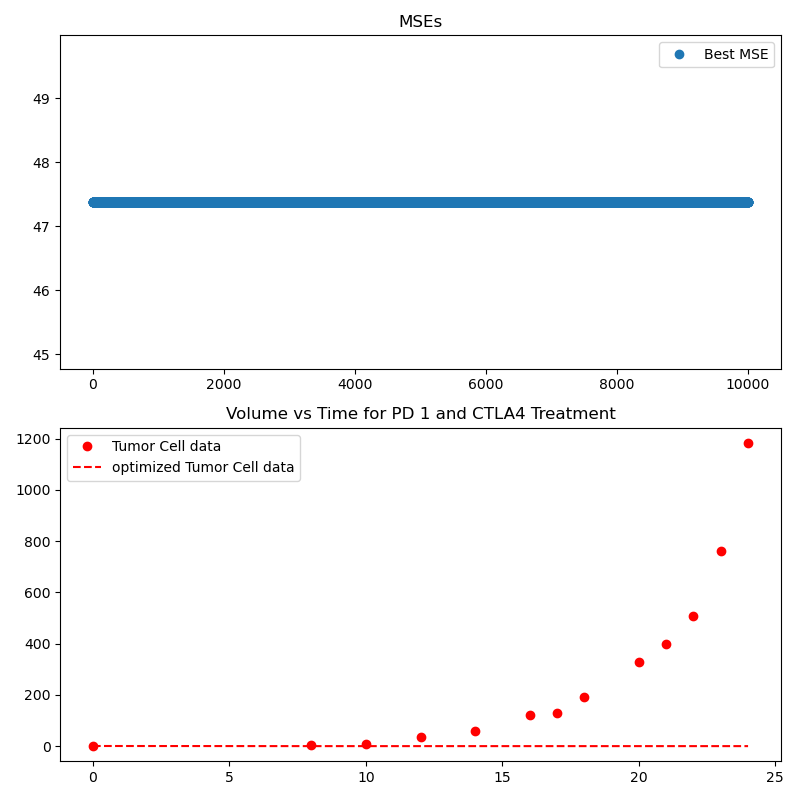 MSEs
Best MSE
49
48
47
46
45
0 2000 4000 6000 8000 10000
Volume vs Time for PD 1 and CTLA4 Treatment
Tumor Cell data
optimized Tumor Cell data
1200
1000
800
600
400
200
0
0 5 10 15 20 25